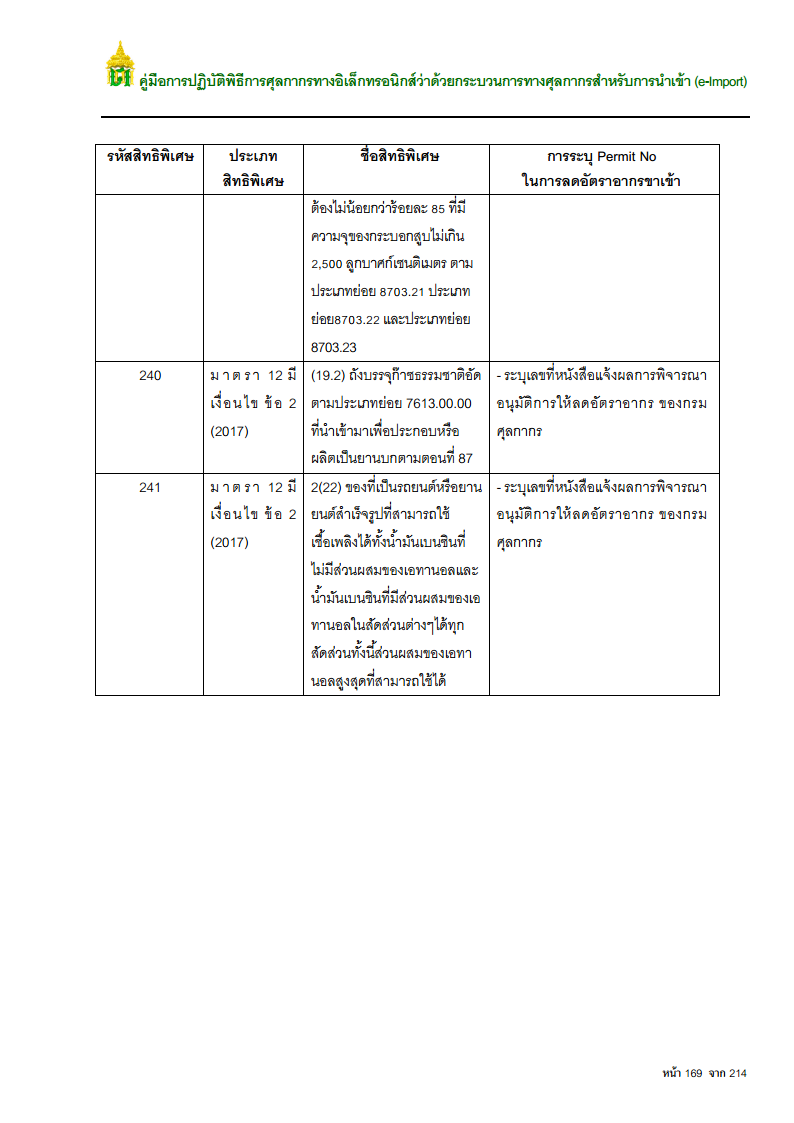 คู่มือการปฏิบัติพิธีการศุลกากรทางอิเล็กทรอนิกส์ว่าด้วยกระบวนการทางศุลกากรสำหรับการนำเข้า (e-Import)
รหัสสิทธิพิเศษ
ประเภท
สิทธิพิเศษ
ชื่อสิทธิพิเศษ
การระบุ Permit No
ในการลดอัตราอากรขาเข้า
ต้องไม่น้อยกว่าร้อยละ 85 ที่มี
ความจุของกระบอกสูบไม่เกิน
2,500 ลูกบาศก์เซนติเมตร ตาม
ประเภทย่อย 8703.21 ประเภท
ย่อย8703.22 และประเภทย่อย
8703.23
240
มาตรา 12 มี
เงื่อนไข ข้อ 2
(2017)
(19.2) ถังบรรจุก๊าซธรรมชาติอัด
ตามประเภทย่อย 7613.00.00
ที่นำเข้ามาเพื่อประกอบหรือ
ผลิตเป็นยานบกตามตอนที่ 87
- ระบุเลขที่หนังสือแจ้งผลการพิจารณา
อนุมัติการให้ลดอัตราอากร ของกรม
ศุลกากร
241
มาตรา 12 มี
เงื่อนไข ข้อ 2
(2017)
2(22) ของที่เป็นรถยนต์หรือยาน
ยนต์สำเร็จรูปที่สามารถใช้
เชื้อเพลิงได้ทั้งน้ำมันเบนซินที่
ไม่มีส่วนผสมของเอทานอลและ
น้ำมันเบนซินที่มีส่วนผสมของเอ
ทานอลในสัดส่วนต่างๆได้ทุก
สัดส่วนทั้งนี้ส่วนผสมของเอทา
นอลสูงสุดที่สามารถใช้ได้
- ระบุเลขที่หนังสือแจ้งผลการพิจารณา
อนุมัติการให้ลดอัตราอากร ของกรม
ศุลกากร
หน้า 169 จาก 214